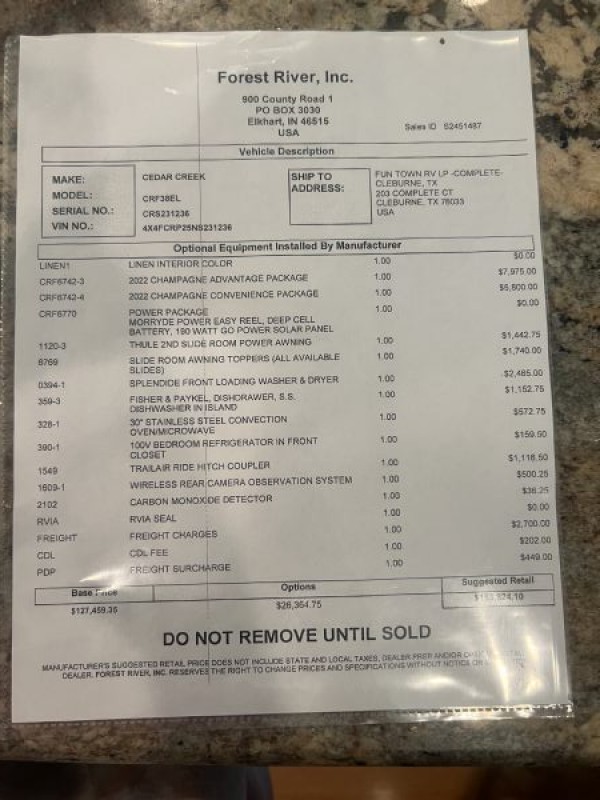 Forest River, Inc.
900 County Road 1
PO BOX 3030
Elkhart, IN 46515
USA
Sales ID S2451487
Vehicle Description
MAKE: CEDAR CREEK
MODEL: CRF38EL
SERIAL NO.: CRS231236
VIN NO.: 4X4FCRP25NS231236
SHIP TO ADDRESS:
FUN TOWN RV LP -COMPLETE-
CLEBURNE, TX
203 COMPLETE CT
CLEBURNE, TX 76033
USA
Optional Equipment Installed By Manufacturer
LINEN1 LINEN INTERIOR COLOR 1.00 $0.00
CRF6742-3 2022 CHAMPAGNE ADVANTAGE PACKAGE 1.00 $7,975.00
CRF6742-4 2022 CHAMPAGNE CONVENIENCE PACKAGE 1.00 $5,800.00
CRF6770 POWER PACKAGE 1.00 $0.00
MORRYDE POWER EASY REEL, DEEP CELL
BATTERY, 190 WATT GO POWER SOLAR PANEL
1120-3 THULE 2ND SLIDE ROOM POWER AWNING 1.00 $1,442.75
6769 SLIDE ROOM AWNING TOPPERS (ALL AVAILABLE 1.00 $1,740.00
SLIDES)
0394-1 SPLENDIDE FRONT LOADING WASHER & DRYER 1.00 $2,485.00
359-3 FISHER & PAYKEL, DISHDRAWER, S.S. 1.00 $1,152.75
DISHWASHER IN ISLAND
328-1 30" STAINLESS STEEL CONVECTION 1.00 $572.75
OVEN/MICROWAVE
390-1 100V BEDROOM REFRIGERATOR IN FRONT 1.00 $159.50
CLOSET
1549 TRAILAIR RIDE HITCH COUPLER 1.00 $1,116.50
1609-1 WIRELESS REAR CAMERA OBSERVATION SYSTEM 1.00 $500.25
2102 CARBON MONOXIDE DETECTOR 1.00 $36.25
RVIA RVIA SEAL 1.00 $0.00
FREIGHT FREIGHT CHARGES 1.00 $2,700.00
CDL CDL FEE 1.00 $202.00
PDP FREIGHT SURCHARGE 1.00 $449.00
Base Price Options Suggested Retail
$127,459.35 $26,364.75
DO NOT REMOVE UNTIL SOLD
MANUFACTURER'S SUGGESTED RETAIL PRICE DOES NOT INCLUDE STATE AND LOCAL TAXES, DEALER PREP AND/OR
DEALER. FOREST RIVER, INC. RESERVES THE RIGHT TO CHANGE PRICES AND SPECIFICATIONS WITHOUT NOTICE OR